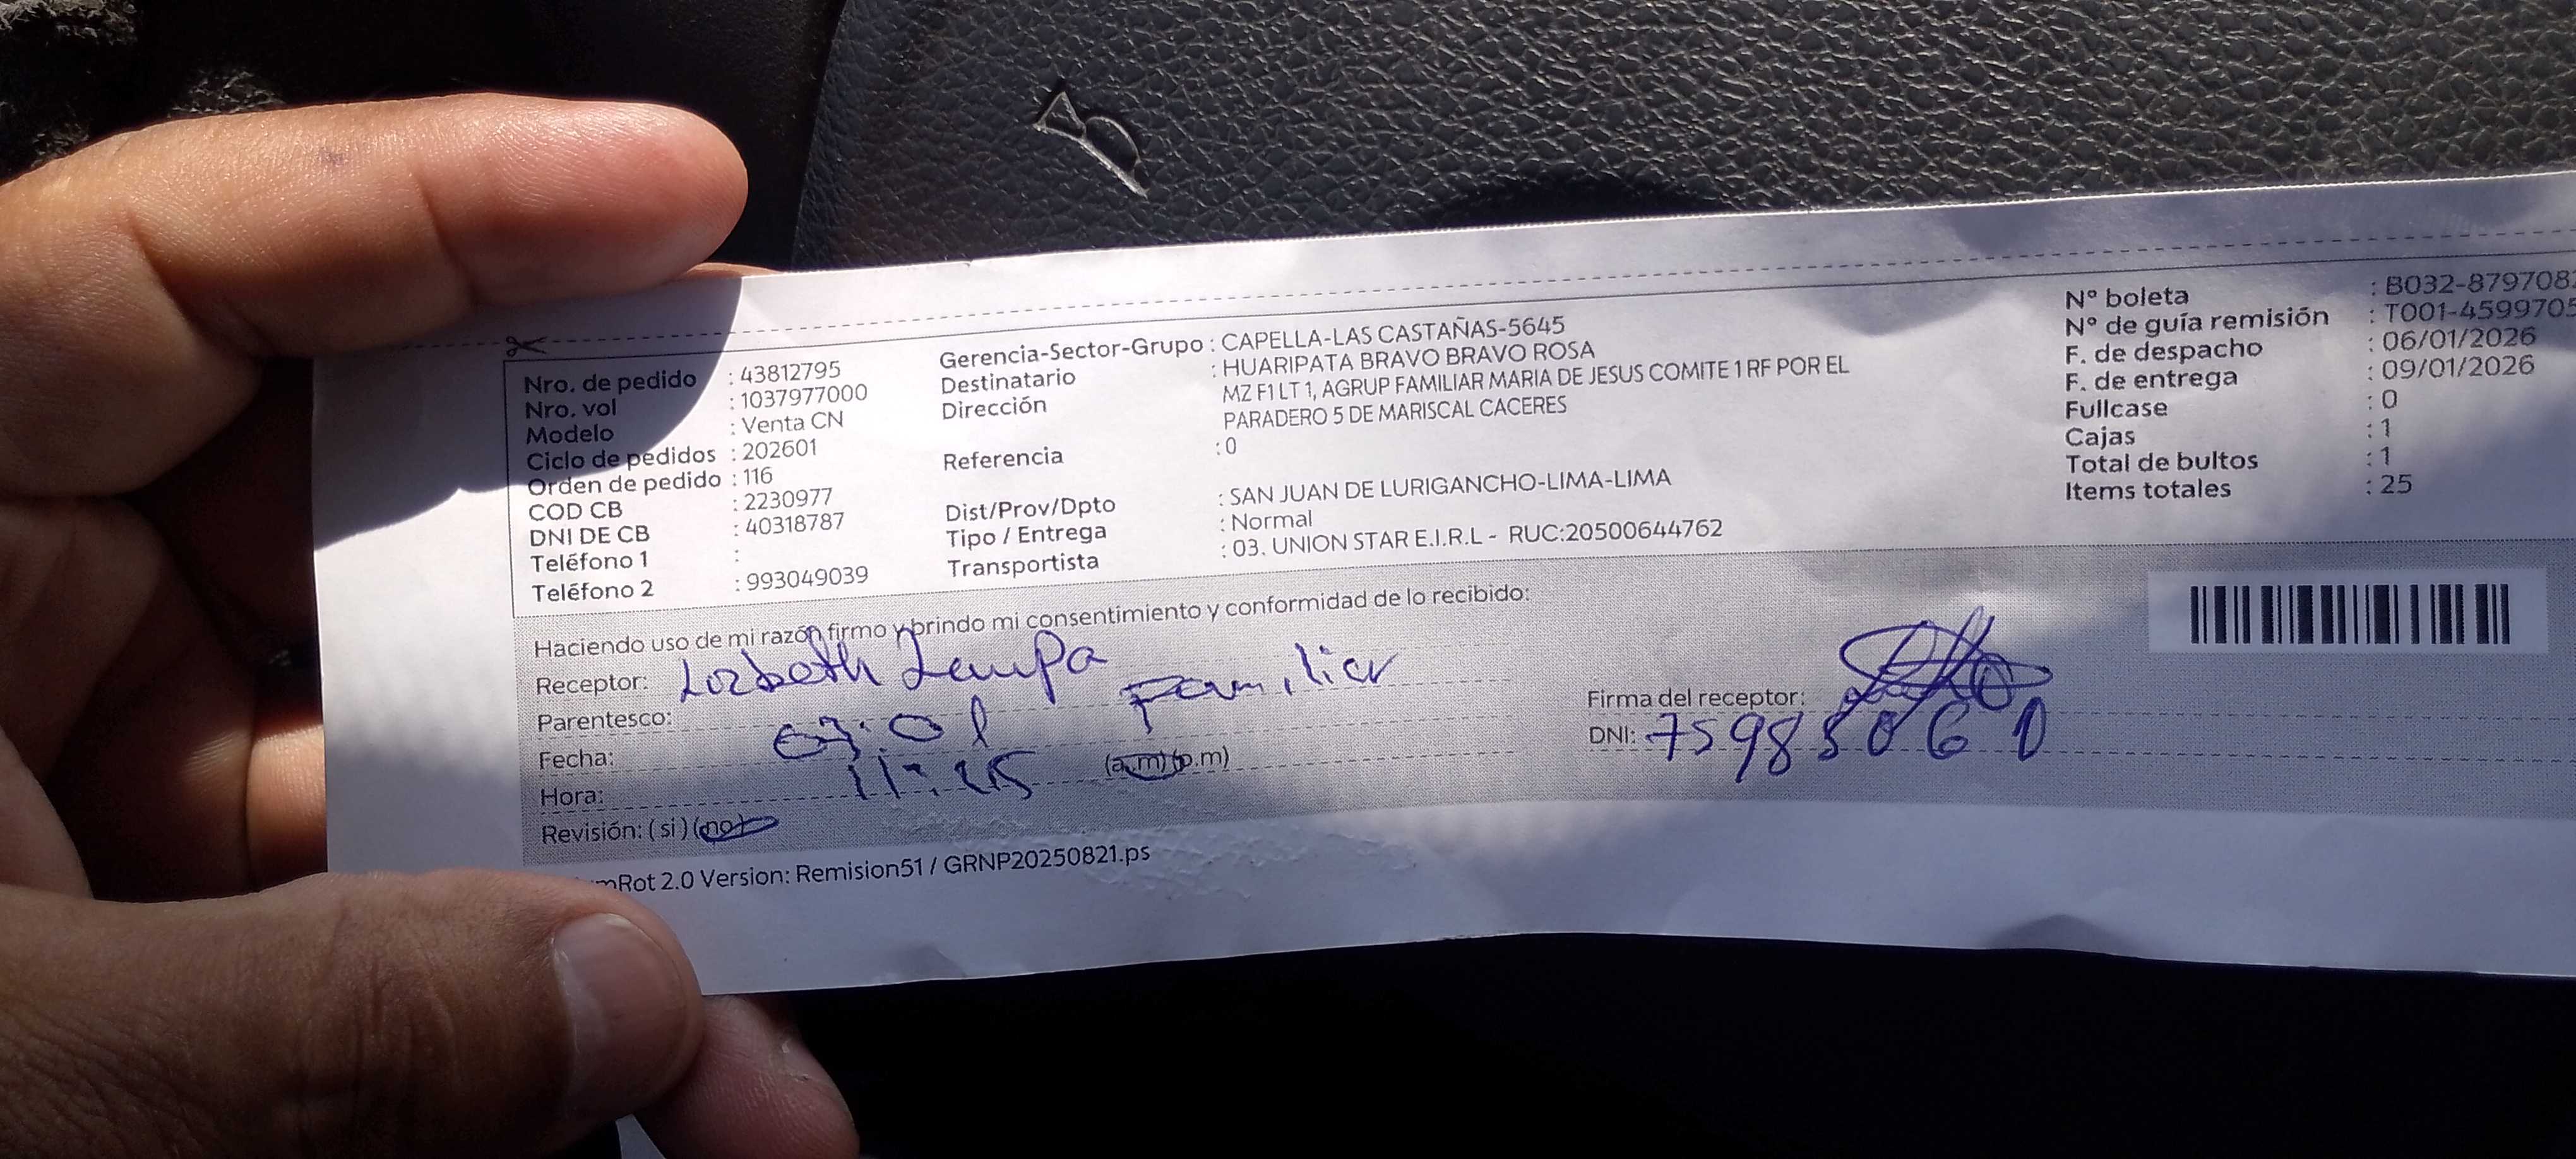 Nro. de pedido : 43812795
Nro. vol : 1037977000
Modelo : Venta CN
Ciclo de pedidos : 202601
Orden de pedido : 116
COD CB : 2230977
DNI DE CB : 40318787
Teléfono 1 :
Teléfono 2 : 993049039
Gerencia-Sector-Grupo : CAPELLA-LAS CASTAÑAS-5645
Destinatario : HUARIPATA BRAVO BRAVO ROSA
Dirección MZ F1 LT 1, AGRUP FAMILIAR MARIA DE JESUS COMITE 1 RF POR EL
PARADERO 5 DE MARISCAL CACERES
Referencia : 0
Dist/Prov/Dpto : SAN JUAN DE LURIGANCHO-LIMA-LIMA
Tipo / Entrega : Normal
Transportista : 03. UNION STAR E.I.R.L - RUC:20500644762
Nº boleta : B032-879708
Nº de guía remisión : T001-4599705
F. de despacho : 06/01/2026
F. de entrega : 09/01/2026
Fullcase : 0
Cajas : 1
Total de bultos : 1
Items totales : 25
Haciendo uso de mi razón firmo y brindo mi consentimiento y conformidad de lo recibido:
Receptor:
Parentesco: Familiar
Fecha:
Hora: 11:45 (a.m) (p.m)
Revisión: ( si ) (no)
Firma del receptor:
DNI: 75985060
mRot 2.0 Version: Remision51 / GRNP20250821.ps